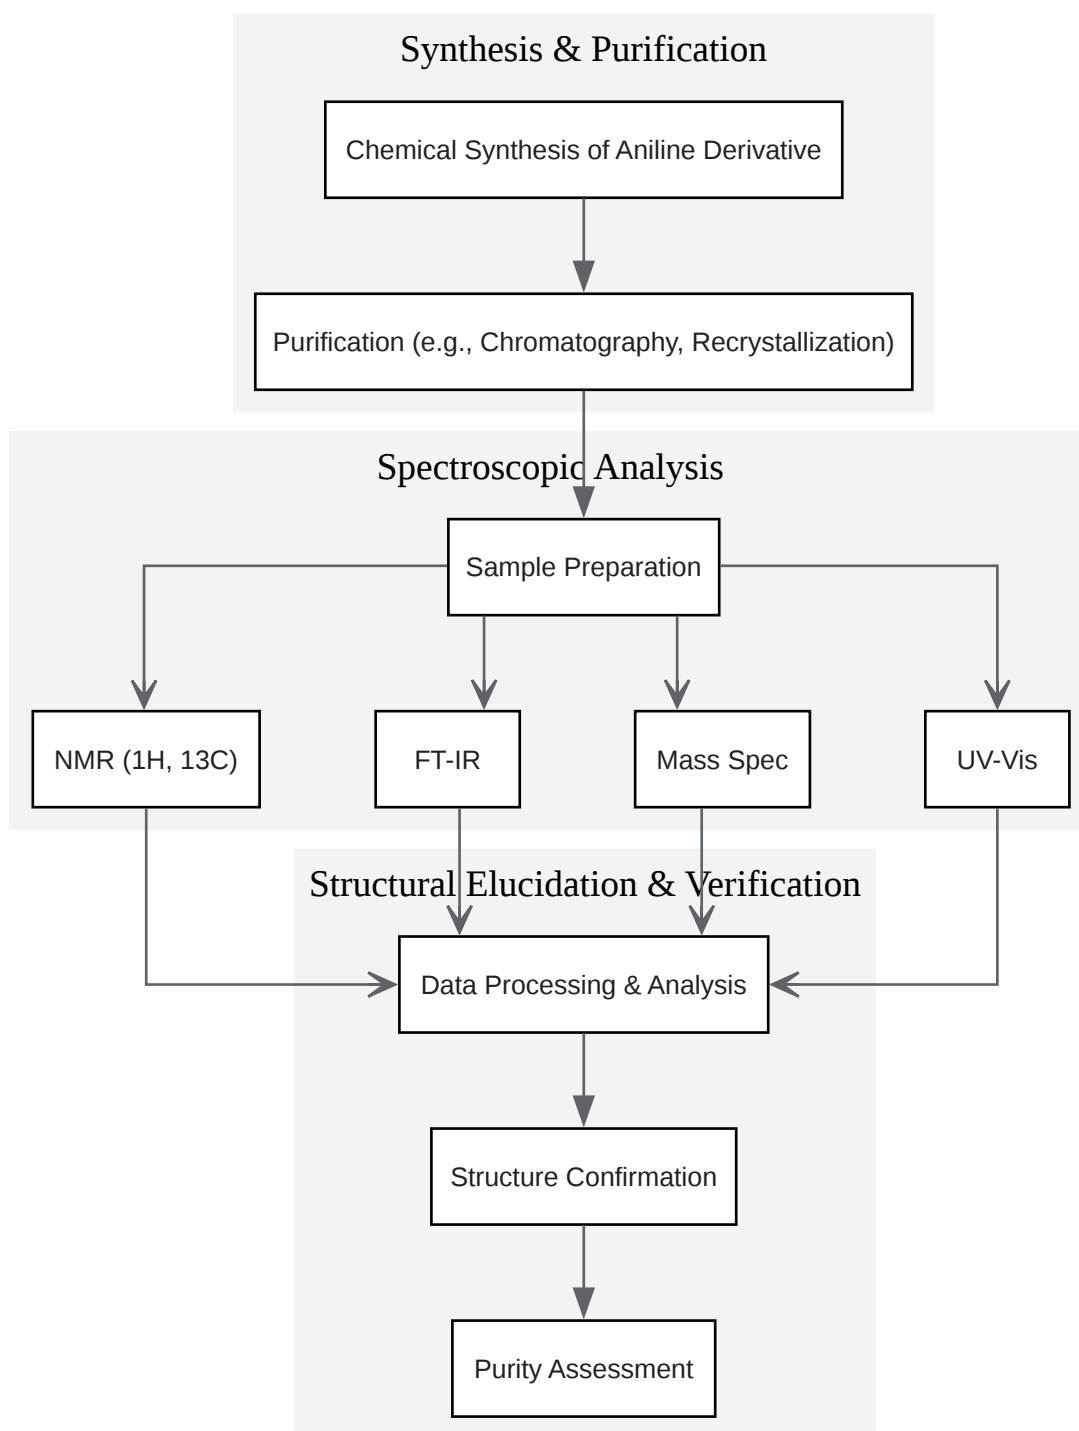 Synthesis & Purification
Chemical Synthesis of Aniline Derivative
Purification (e.g., Chromatography, Recrystallization)
Spectroscopic Analysis
Sample Preparation
NMR (1H, 13C)
FT-IR
Mass Spec
UV-Vis
Structural Elucidation & Verification
Data Processing & Analysis
Structure Confirmation
Purity Assessment